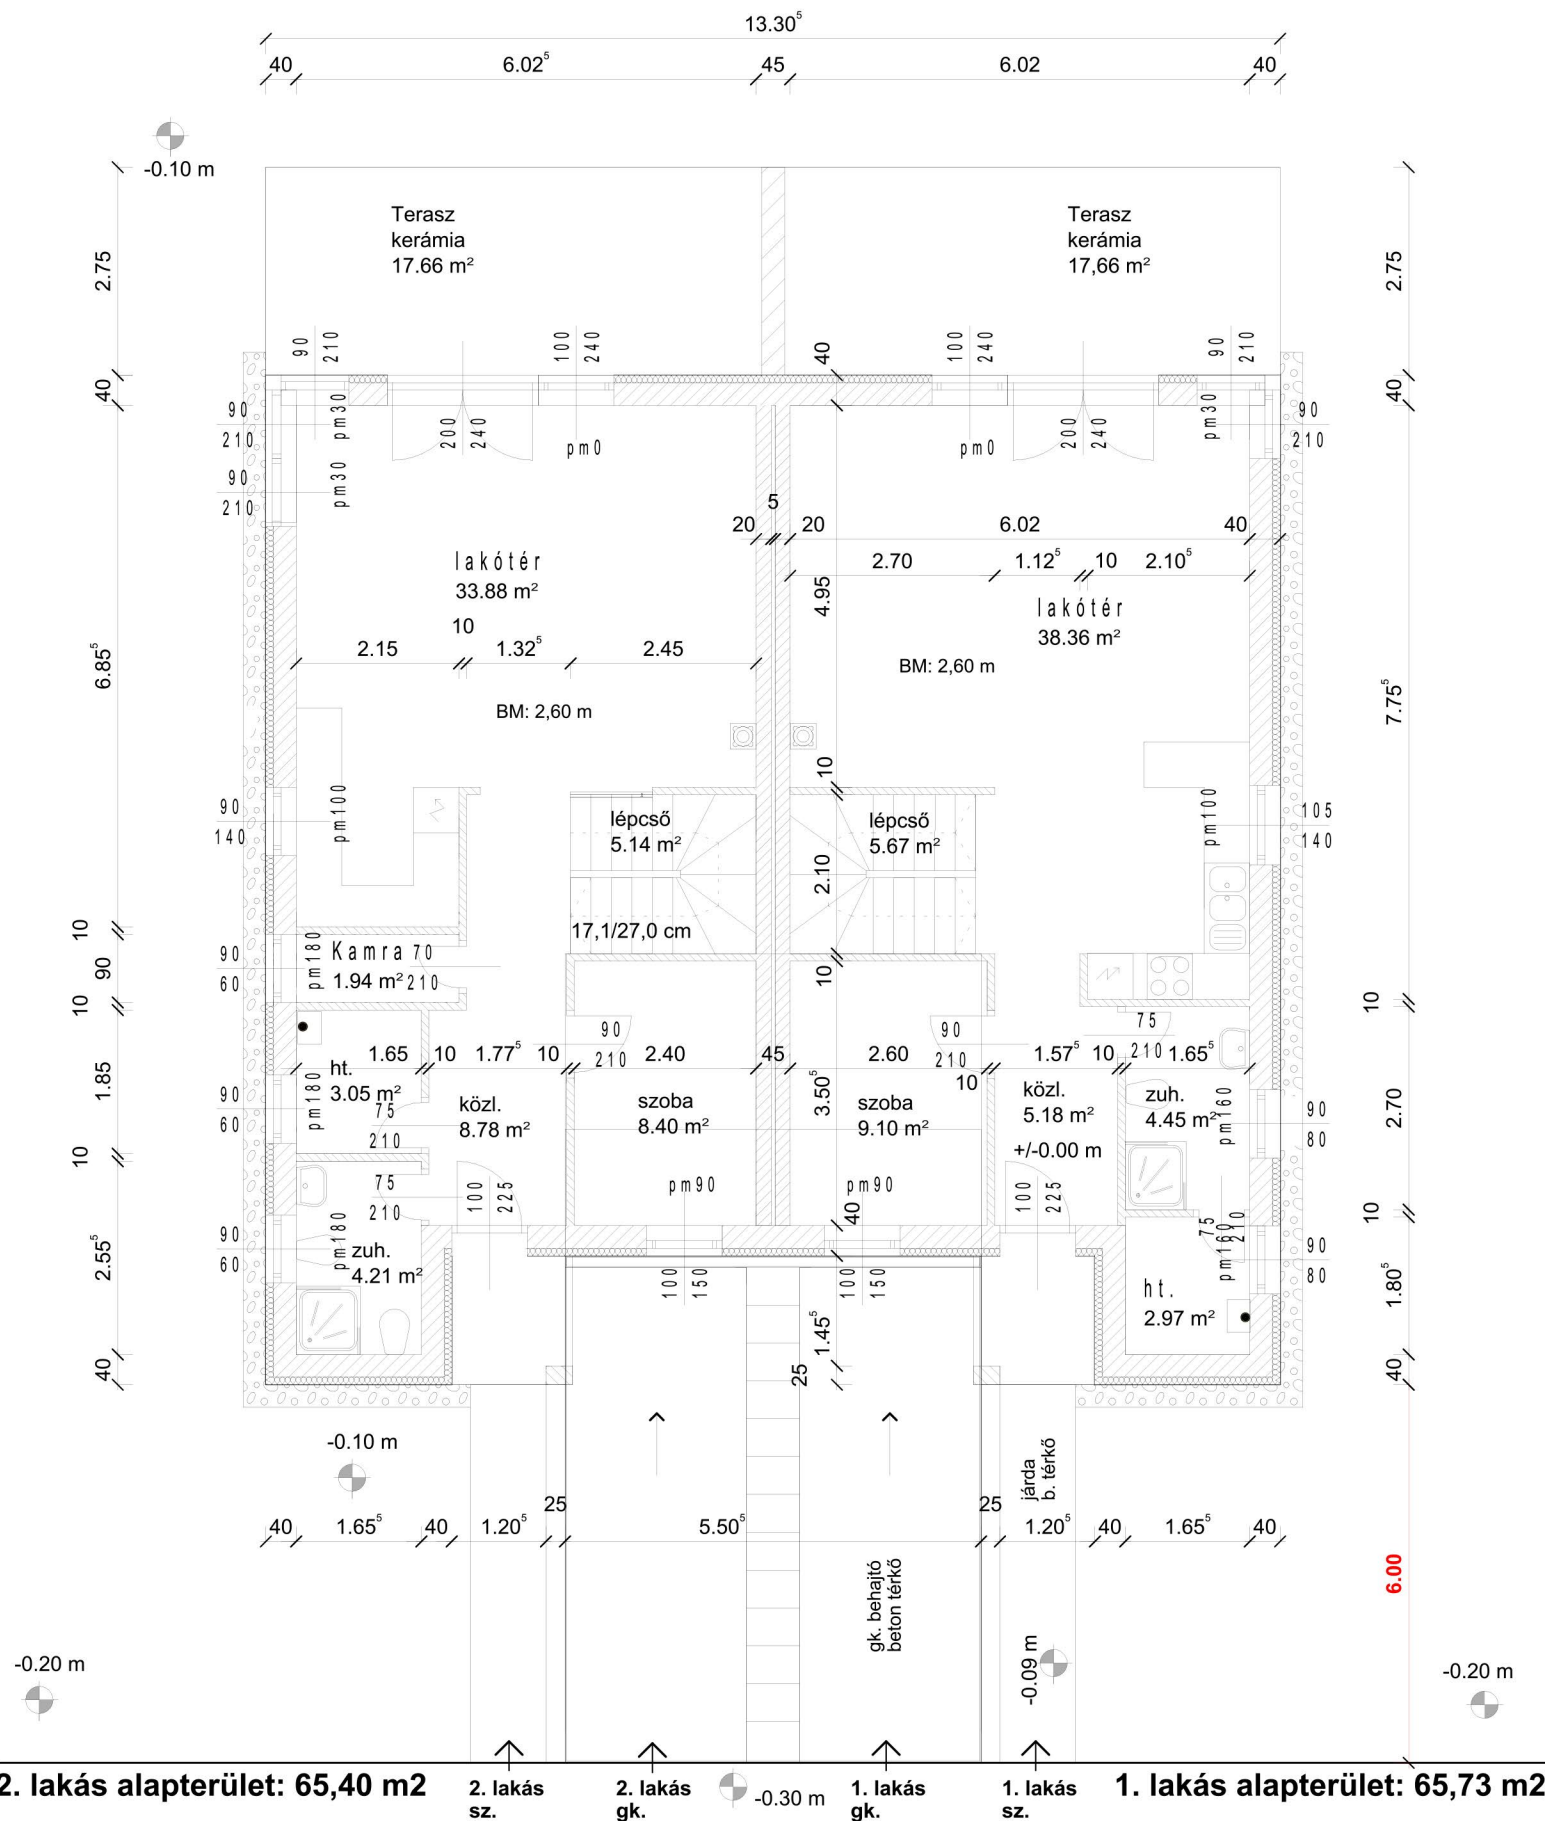 13.30⁵
40 6.02⁵ 45 6.02 40
-0.10 m
Terasz
kerámia
17.66 m²
Terasz
kerámia
17,66 m²
2.75
2.75
90 210
100 240
40
100 240
90 210
40
40
90
210
pm30
200 240
pm0
pm0
200 240
pm30
90
210
90
210
pm30
5
20 20 6.02 40
lakótér
33.88 m²
2.70 1.12⁵ 10 2.10⁵
4.95
lakótér
38.36 m²
10
2.15 1.32⁵ 2.45
6.85⁵
BM: 2,60 m
7.75⁵
BM: 2,60 m
10
90
140
pm100
lépcső
5.14 m²
lépcső
5.67 m²
pm100
105
140
2.10
17,1/27,0 cm
10
90
10
90
60
pm180
Kamra
1.94 m²
70
210
10
10
75
210
90
210
90
210
1.65 10 1.77⁵ 10 2.40 45 2.60 10 1.57⁵ 10 1.65⁵
1.85
ht.
3.05 m²
90
60
pm180
75
210
közl.
8.78 m²
szoba
8.40 m²
3.50⁵
szoba
9.10 m²
közl.
5.18 m²
+/-0.00 m
zuh.
4.45 m²
pm160
90
80
2.70
10
75
210
100 225
pm90
pm90
100 225
10
40
2.55⁵
90
60
pm180
zuh.
4.21 m²
75
210
pm160
90
80
100 150
100 150
ht.
2.97 m²
1.80⁵
1.45⁵
25
40
40
-0.10 m
járda
b. térkő
40 1.65⁵ 40 1.20⁵ 25 5.50⁵ 25 1.20⁵ 40 1.65⁵ 40
6.00
gk. behajtó
beton térkő
-0.09 m
-0.20 m
-0.20 m
2. lakás alapterület: 65,40 m2
2. lakás
sz.
2. lakás
gk.
-0.30 m
1. lakás
gk.
1. lakás
sz.
1. lakás alapterület: 65,73 m2